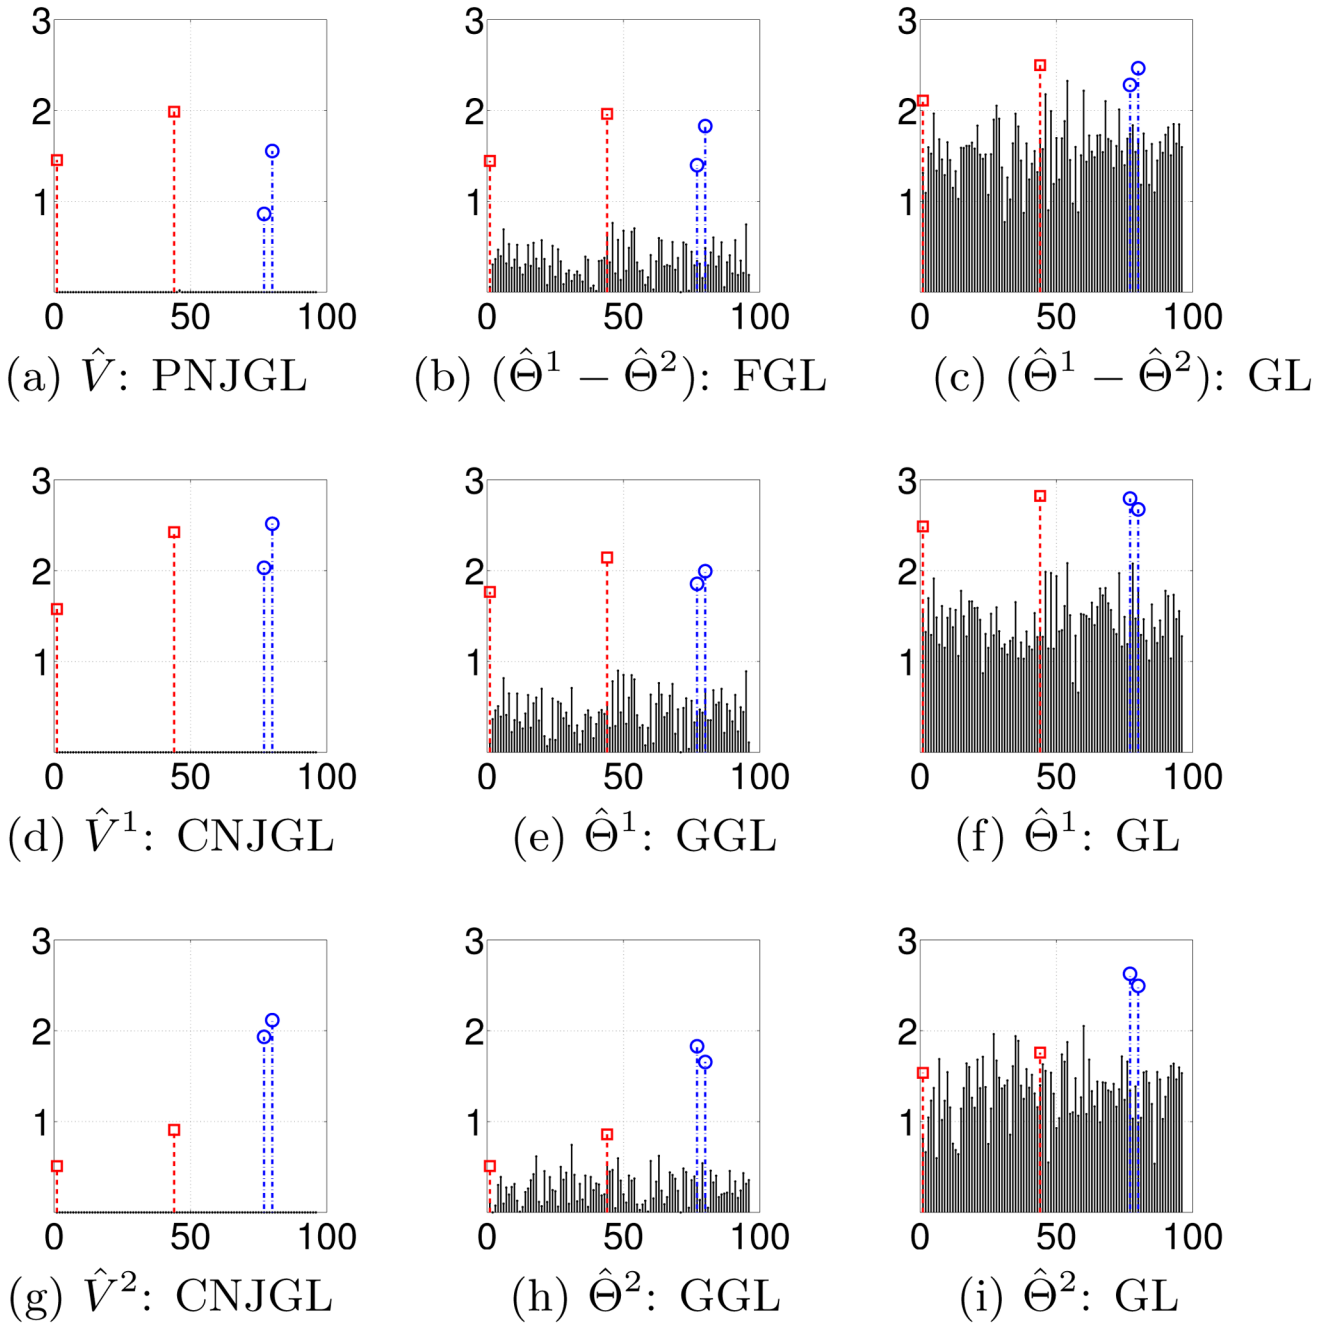 3 3 3
2 2 2
1 1 1
0 50 100 0 50 100 0 50 100
(a) V̂: PNJGL (b) (Θ̂¹ − Θ̂²): FGL (c) (Θ̂¹ − Θ̂²): GL
3 3 3
2 2 2
1 1 1
0 50 100 0 50 100 0 50 100
(d) V̂¹: CNJGL (e) Θ̂¹: GGL (f) Θ̂¹: GL
3 3 3
2 2 2
1 1 1
0 50 100 0 50 100 0 50 100
(g) V̂²: CNJGL (h) Θ̂²: GGL (i) Θ̂²: GL